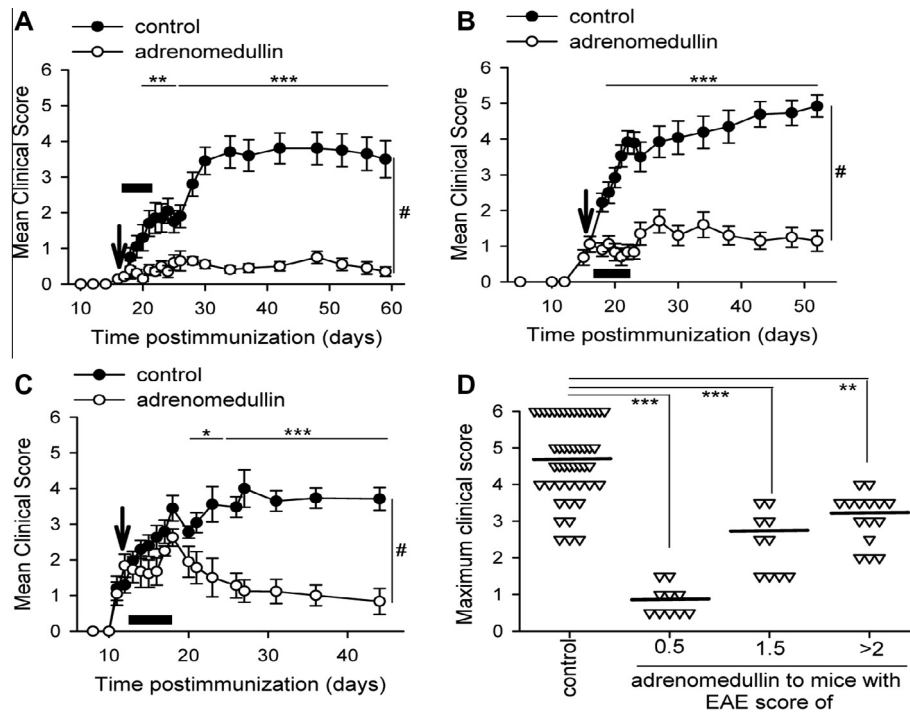 A
control
adrenomedullin
** ***
6
5
4
3
2
1
0
#
Mean Clinical Score
10 20 30 40 50 60
Time postimmunization (days)
B
control
adrenomedullin
***
6
5
4
3
2
1
0
#
Mean Clinical Score
10 20 30 40 50
Time postimmunization (days)
C
control
adrenomedullin
* ***
6
5
4
3
2
1
0
#
Mean Clinical Score
10 20 30 40
Time postimmunization (days)
D
*** *** **
6
5
4
3
2
1
0
Maximum clinical score
control
0.5 1.5 >2
adrenomedullin to mice with
EAE score of